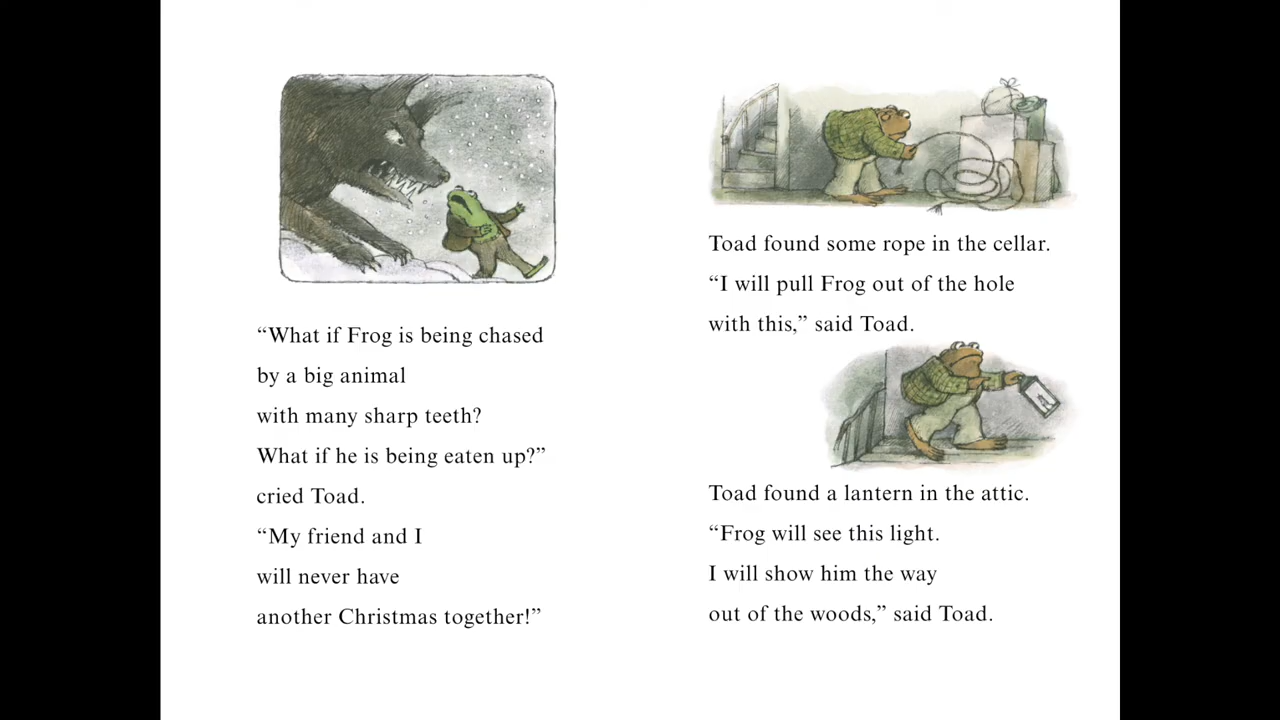 “What if Frog is being chased
by a big animal
with many sharp teeth?
What if he is being eaten up?”
cried Toad.
“My friend and I
will never have
another Christmas together!”
Toad found some rope in the cellar.
“I will pull Frog out of the hole
with this,” said Toad.
Toad found a lantern in the attic.
“Frog will see this light.
I will show him the way
out of the woods,” said Toad.